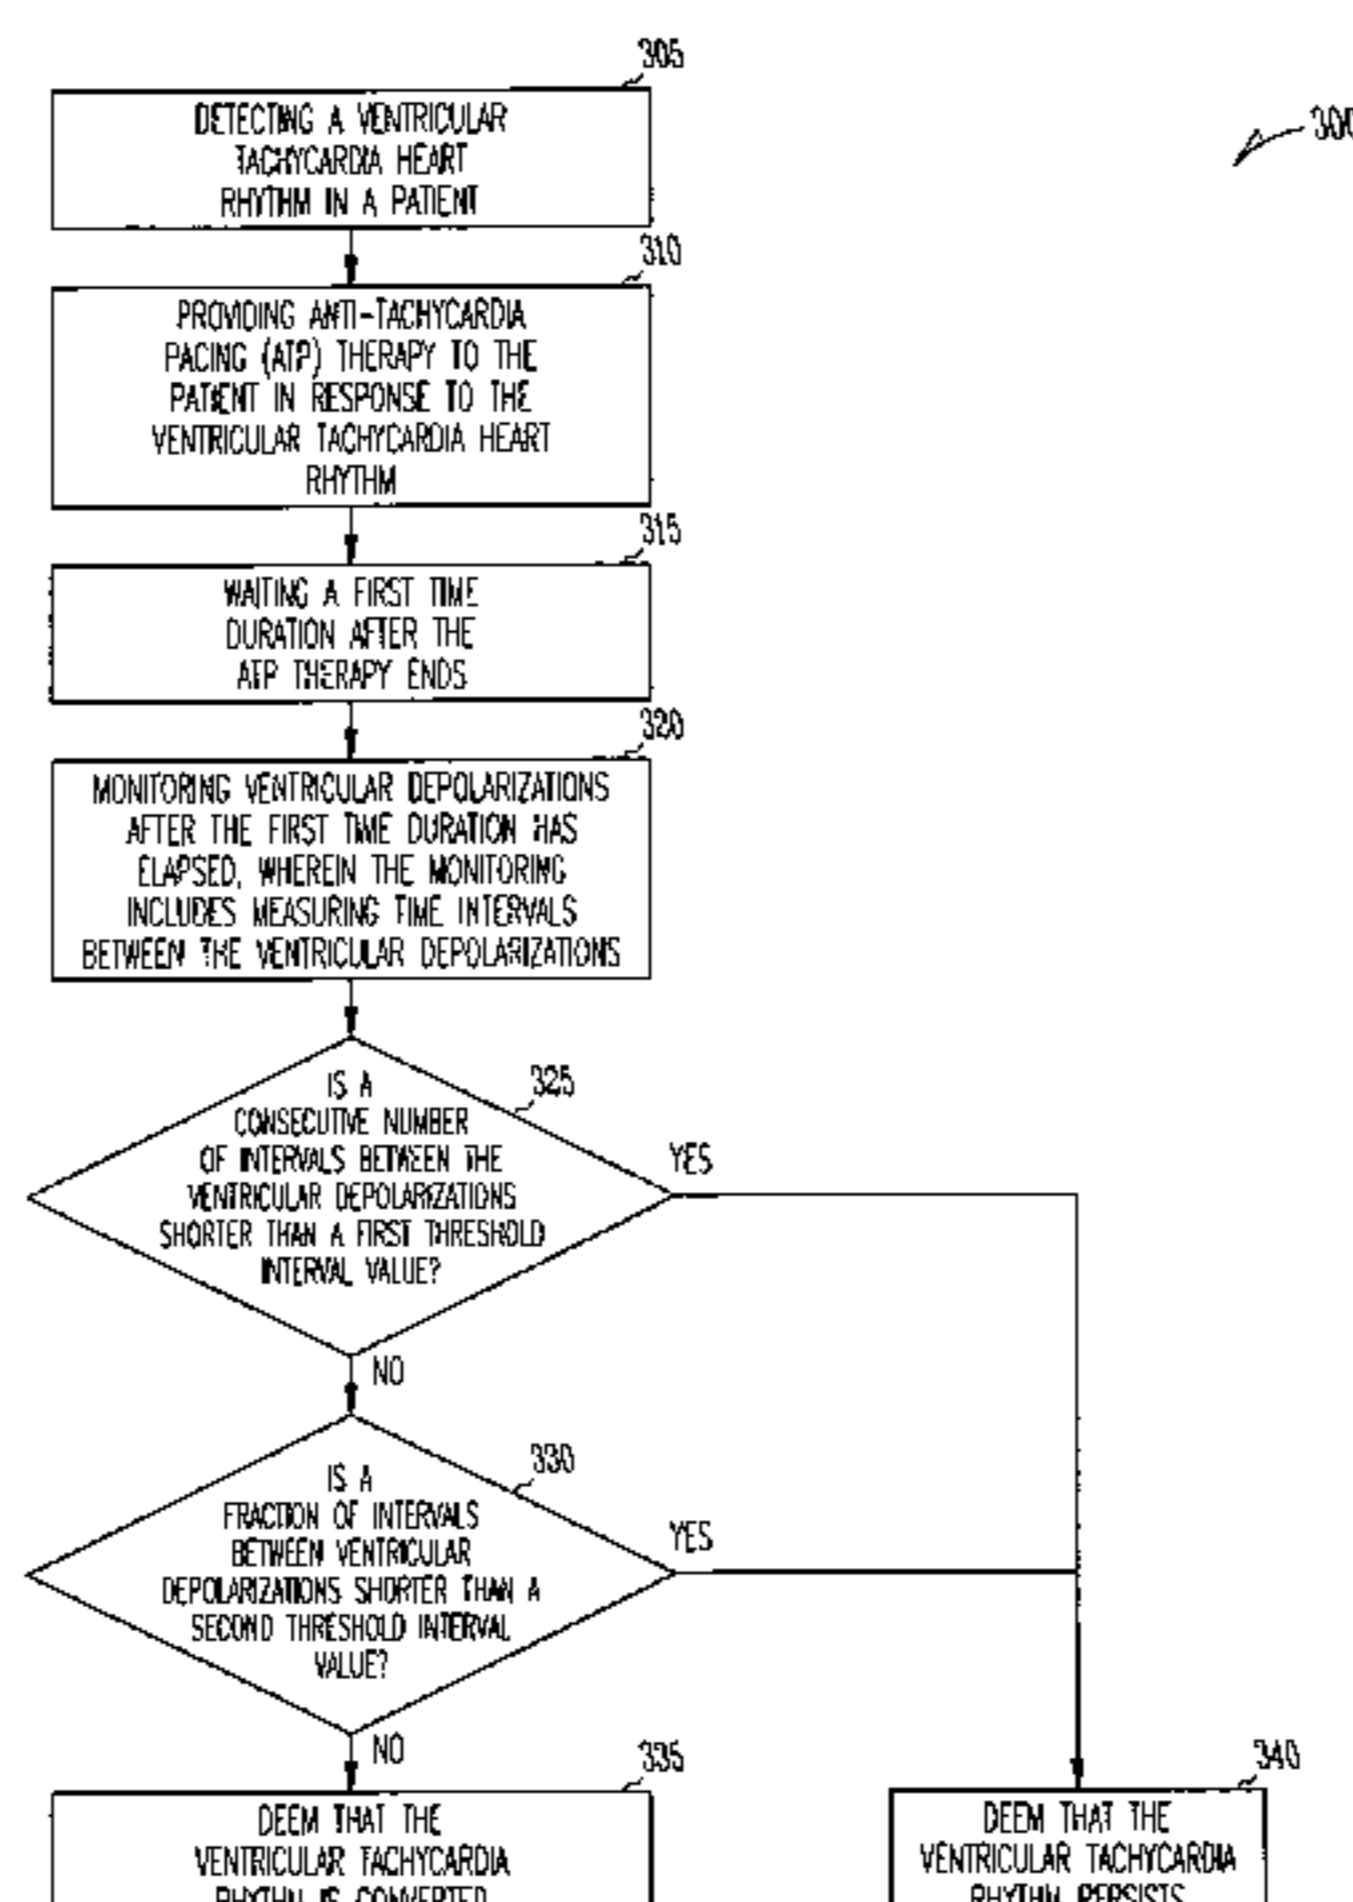 305
DETECTING A VENTRICULAR
TACHYCARDIA HEART
RHYTHM IN A PATIENT
300
310
PROVIDING ANTI-TACHYCARDIA
PACING (ATP) THERAPY TO THE
PATIENT IN RESPONSE TO THE
VENTRICULAR TACHYCARDIA HEART
RHYTHM
315
WAITING A FIRST TIME
DURATION AFTER THE
ATP THERAPY ENDS
320
MONITORING VENTRICULAR DEPOLARIZATIONS
AFTER THE FIRST TIME DURATION HAS
ELAPSED, WHEREIN THE MONITORING
INCLUDES MEASURING TIME INTERVALS
BETWEEN THE VENTRICULAR DEPOLARIZATIONS
325
IS A
CONSECUTIVE NUMBER
OF INTERVALS BETWEEN THE
VENTRICULAR DEPOLARIZATIONS
SHORTER THAN A FIRST THRESHOLD
INTERVAL VALUE?
YES
NO
330
IS A
FRACTION OF INTERVALS
BETWEEN VENTRICULAR
DEPOLARIZATIONS SHORTER THAN A
SECOND THRESHOLD INTERVAL
VALUE?
YES
NO
335
DEEM THAT THE
VENTRICULAR TACHYCARDIA
RHYTHM IS CONVERTED
340
DEEM THAT THE
VENTRICULAR TACHYCARDIA
RHYTHM PERSISTS